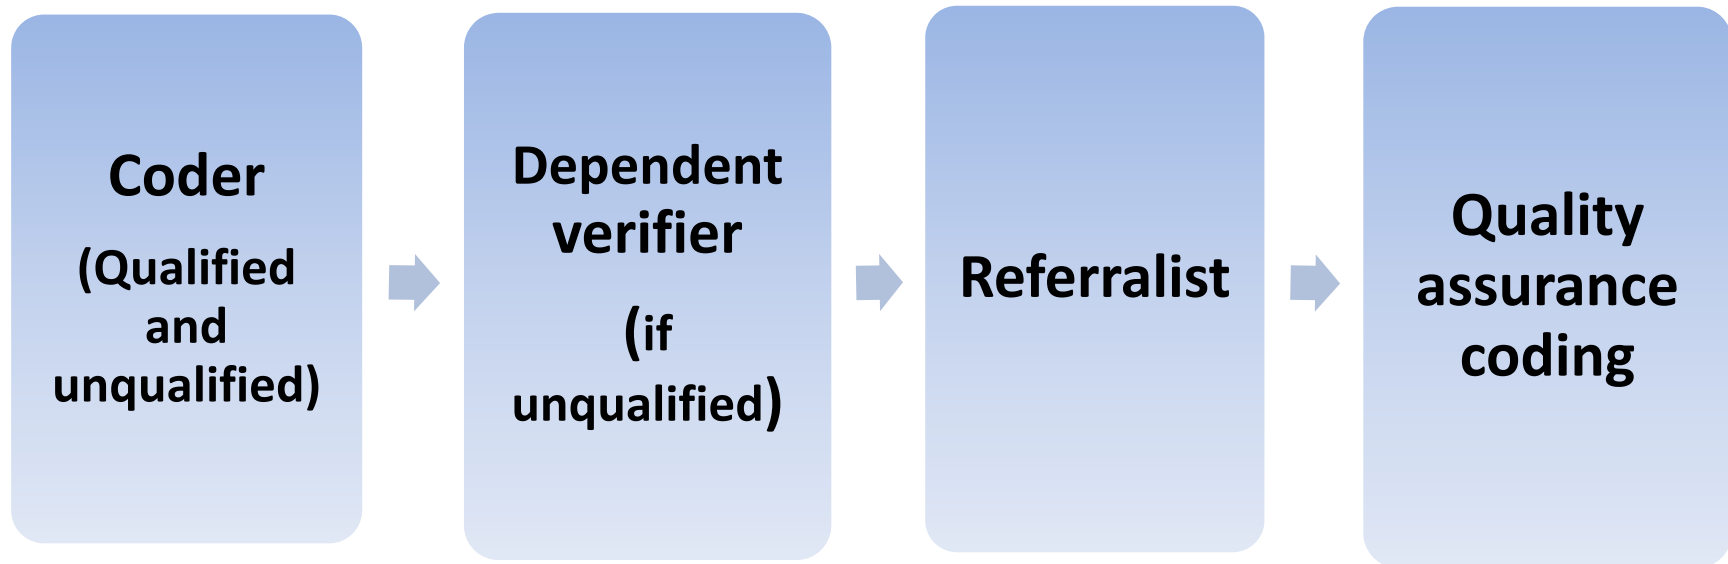 Coder
(Qualified
and
unqualified)
Dependent
verifier
(if
unqualified)
Referralist
Quality
assurance
coding